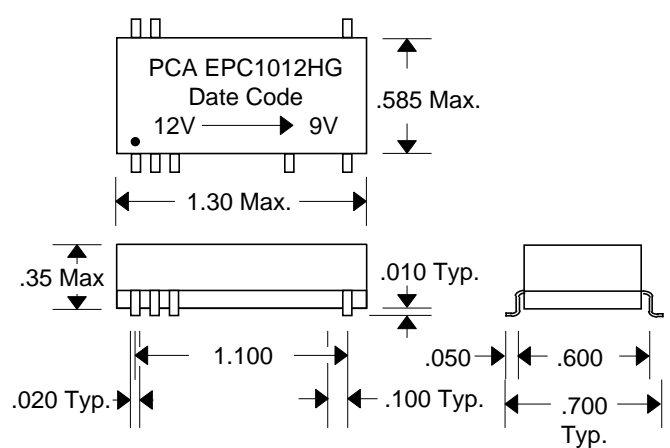 PCA EPC1012HG
Date Code
12V 9V
.585 Max.
1.30 Max.
.35 Max
.010 Typ.
1.100
.050
.600
.020 Typ.
.100 Typ.
.700
Typ.